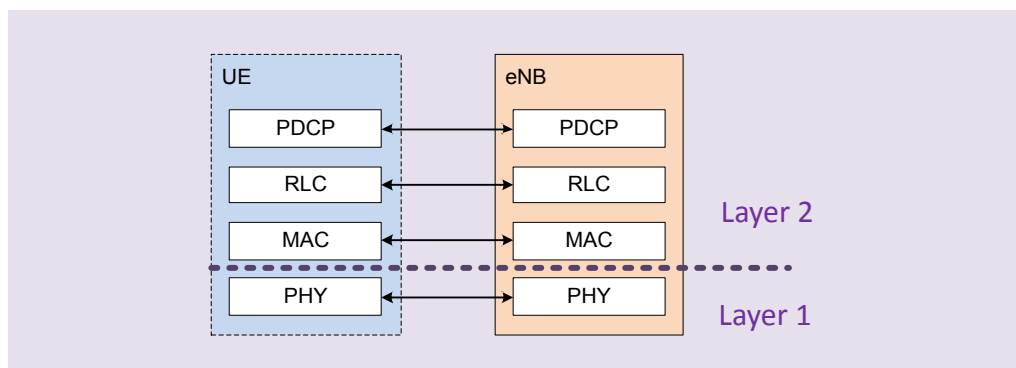 UE
eNB
PDCP
PDCP
RLC
RLC
Layer 2
MAC
MAC
PHY
PHY
Layer 1